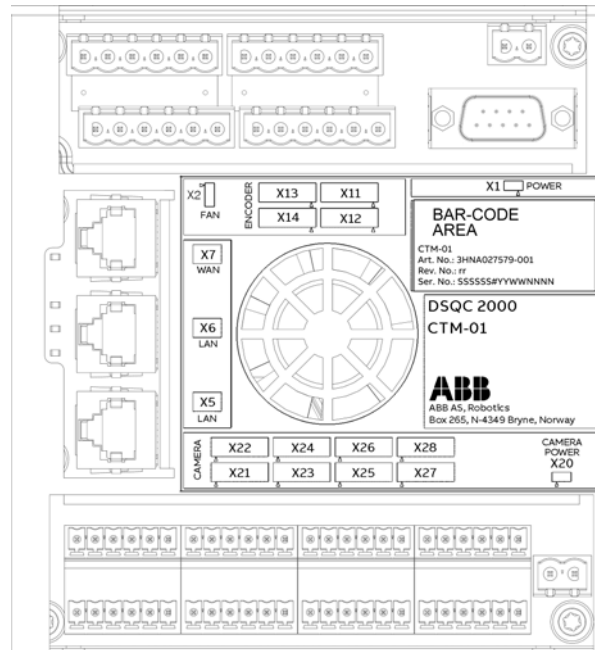 X2
FAN
ENCODER
X13
X11
X14
X12
X1
POWER
BAR-CODE
AREA
CTM-01
Art. No.: 3HNA027579-001
Rev. No.: rr
Ser. No.: SSSSSS#YYWWNNNN
X7
WAN
X6
LAN
X5
LAN
DSQC 2000
CTM-01
ABB
ABB AS, Robotics
Box 265, N-4349 Bryne, Norway
CAMERA
X22
X24
X26
X28
X21
X23
X25
X27
CAMERA
POWER
X20